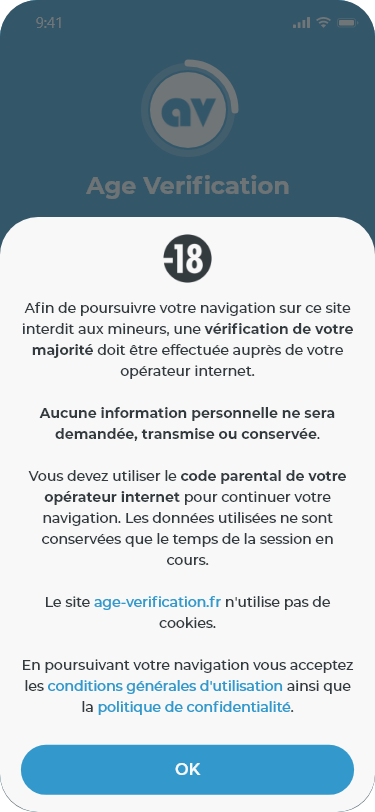 9:41
av
Age Verification
-18
Afin de poursuivre votre navigation sur ce site
interdit aux mineurs, une vérification de votre
majorité doit être effectuée auprès de votre
opérateur internet.
Aucune information personnelle ne sera
demandée, transmise ou conservée.
Vous devez utiliser le code parental de votre
opérateur internet pour continuer votre
navigation. Les données utilisées ne sont
conservées que le temps de la session en
cours.
Le site age-verification.fr n'utilise pas de
cookies.
En poursuivant votre navigation vous acceptez
les conditions générales d'utilisation ainsi que
la politique de confidentialité.
OK